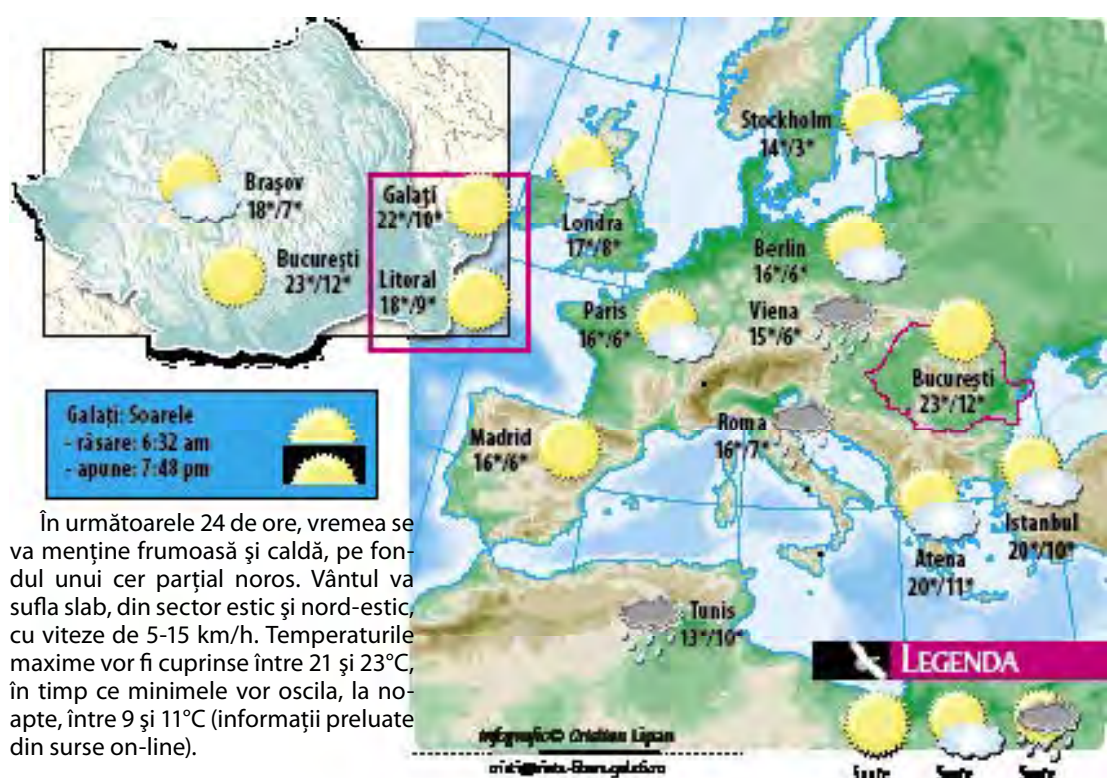 Brașov
18°/7°
București
23°/12°
Galați
22°/10°
Litoral
18°/9°
Galați: Soarele
- răsare: 6:32 am
- apune: 7:48 pm
În următoarele 24 de ore, vremea se
va menține frumoasă și caldă, pe fon-
dul unui cer parțial noros. Vântul va
sufla slab, din sector estic și nord-estic,
cu viteze de 5-15 km/h. Temperaturile
maxime vor fi cuprinse între 21 și 23°C,
în timp ce minimele vor oscila, la no-
apte, între 9 și 11°C (informații preluate
din surse on-line).
Stockholm
14°/3°
Londra
17°/8°
Berlin
16°/6°
Paris
16°/6°
Viena
15°/6°
București
23°/12°
Madrid
16°/6°
Roma
16°/7°
Istanbul
20°/10°
Atena
20°/11°
Tunis
13°/10°
LEGENDA
Infografic© Cristian Lipan